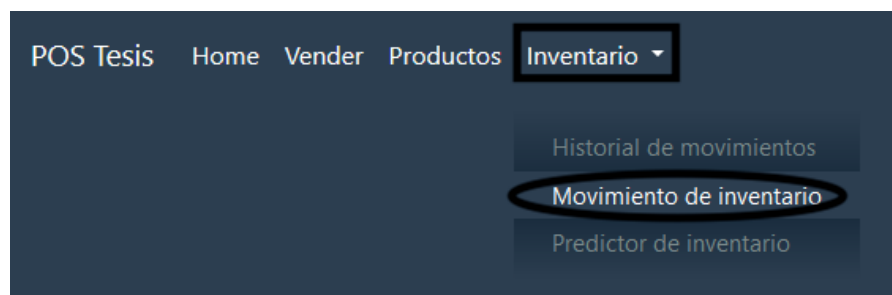 POS Tesis Home Vender Productos Inventario
Historial de movimientos
Movimiento de inventario
Predictor de inventario